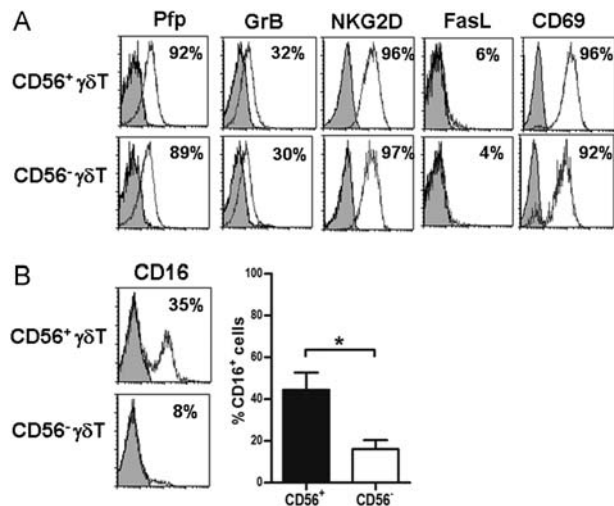 A
Pfp GrB NKG2D FasL CD69
CD56⁺ γδT 92% 32% 96% 6% 96%
CD56⁻ γδT 89% 30% 97% 4% 92%
B
CD16
CD56⁺ γδT 35%
CD56⁻ γδT 8%
% CD16⁺ cells
100
80
60
40
20
0
*
CD56⁺ CD56⁻